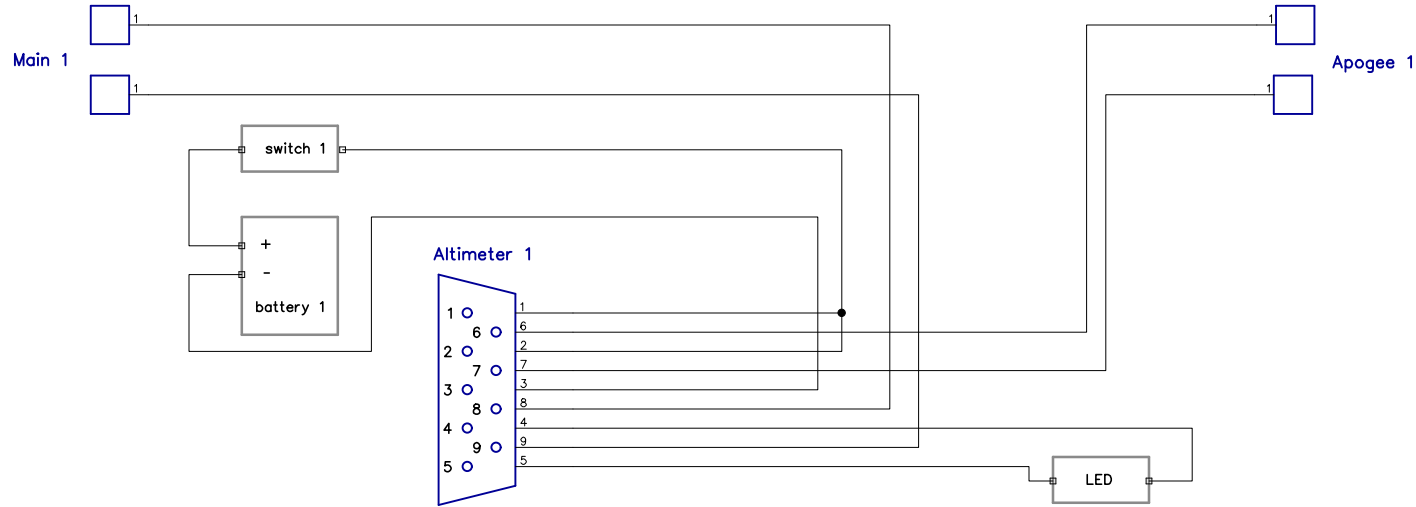 1
1
Main 1
Apogee 1
1
1
switch 1
+
-
battery 1
Altimeter 1
1 1
6 6
2 2
7 7
3 3
8 8
4 4
9 9
5 5
LED